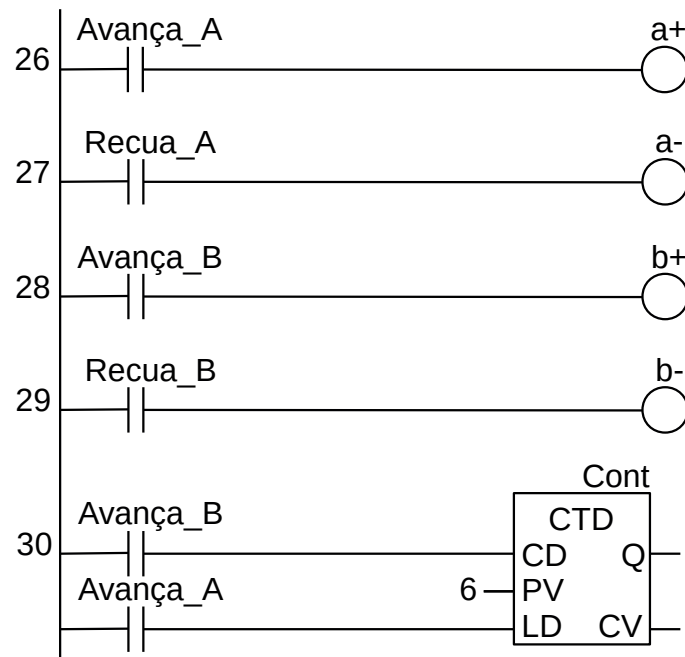 Avança_A a+
26
Recua_A a-
27
Avança_B b+
28
Recua_B b-
29
Cont
Avança_B CTD
30 CD Q
Avança_A 6 PV
LD CV